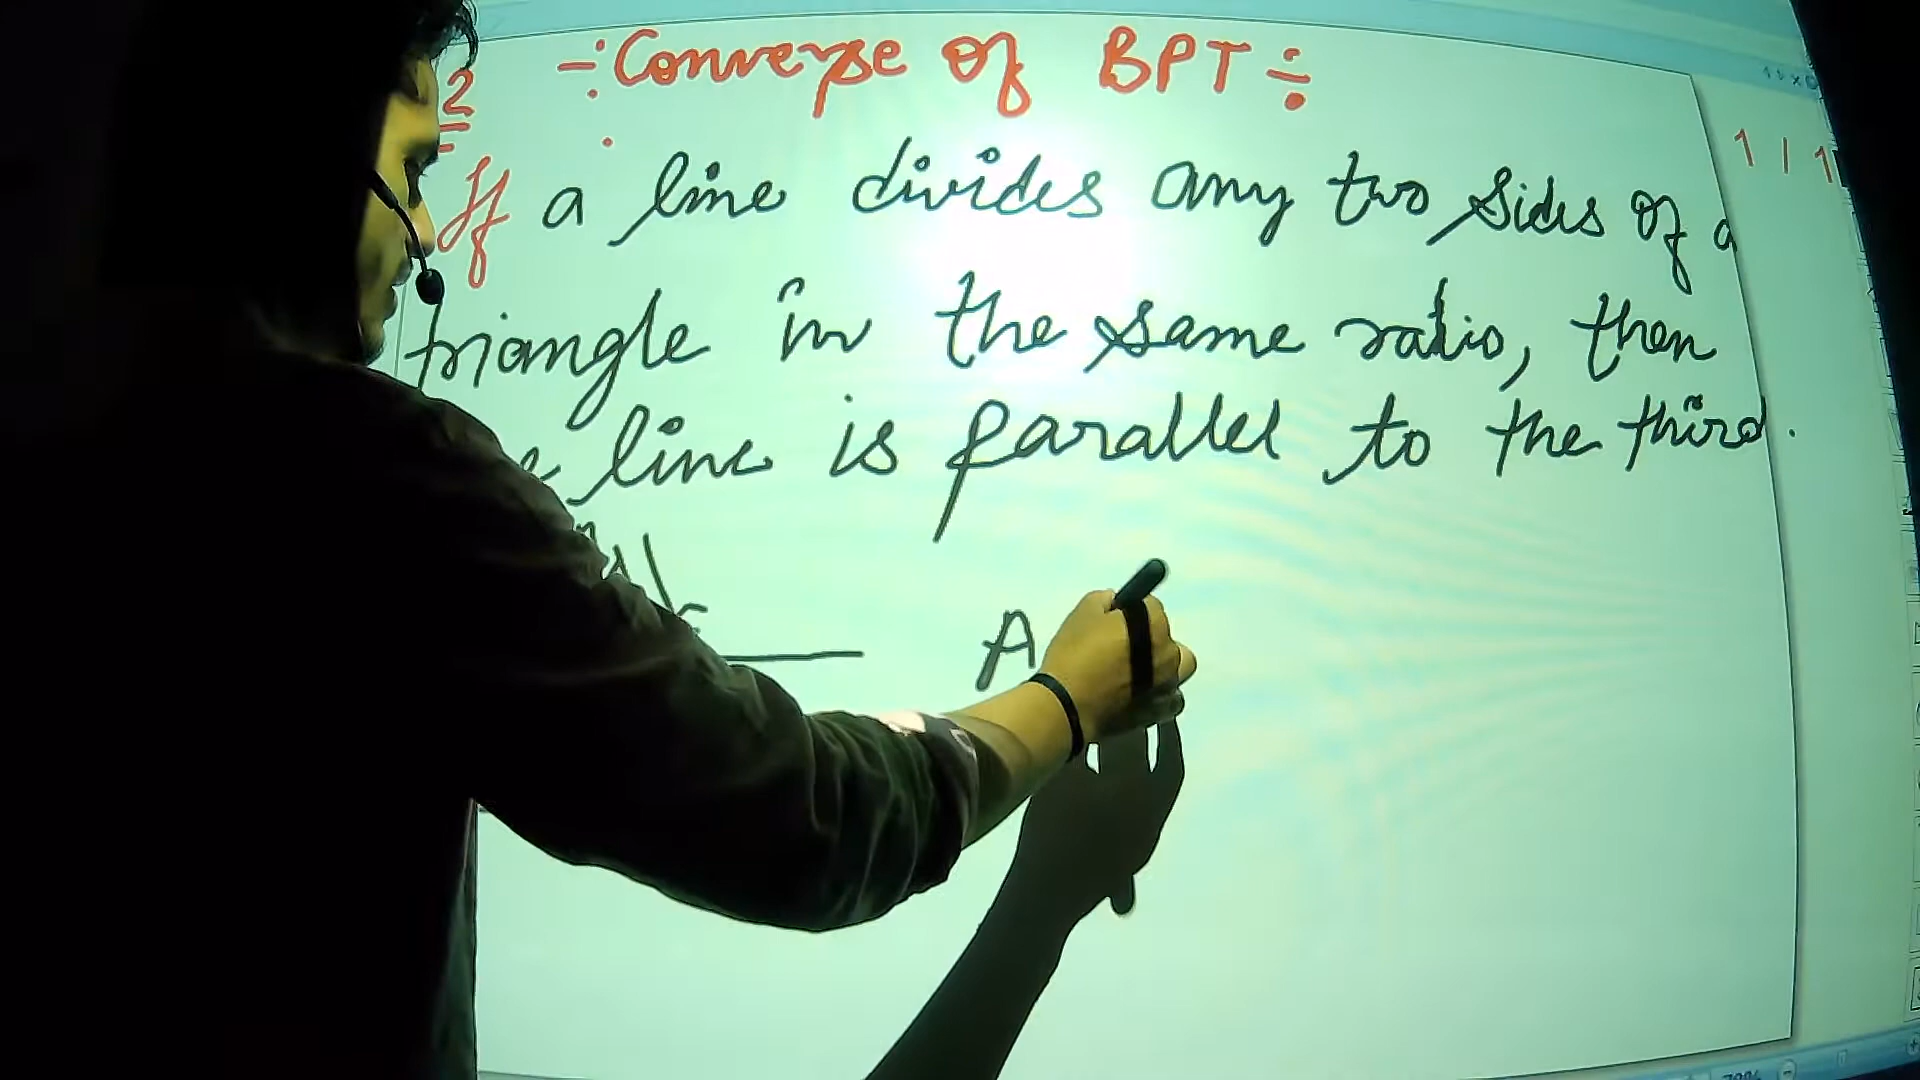 2 ÷ Converse of BPT ÷
1 / 1
If a line divides any two sides of a
triangle in the same ratio, then
line is parallel to the third.
A